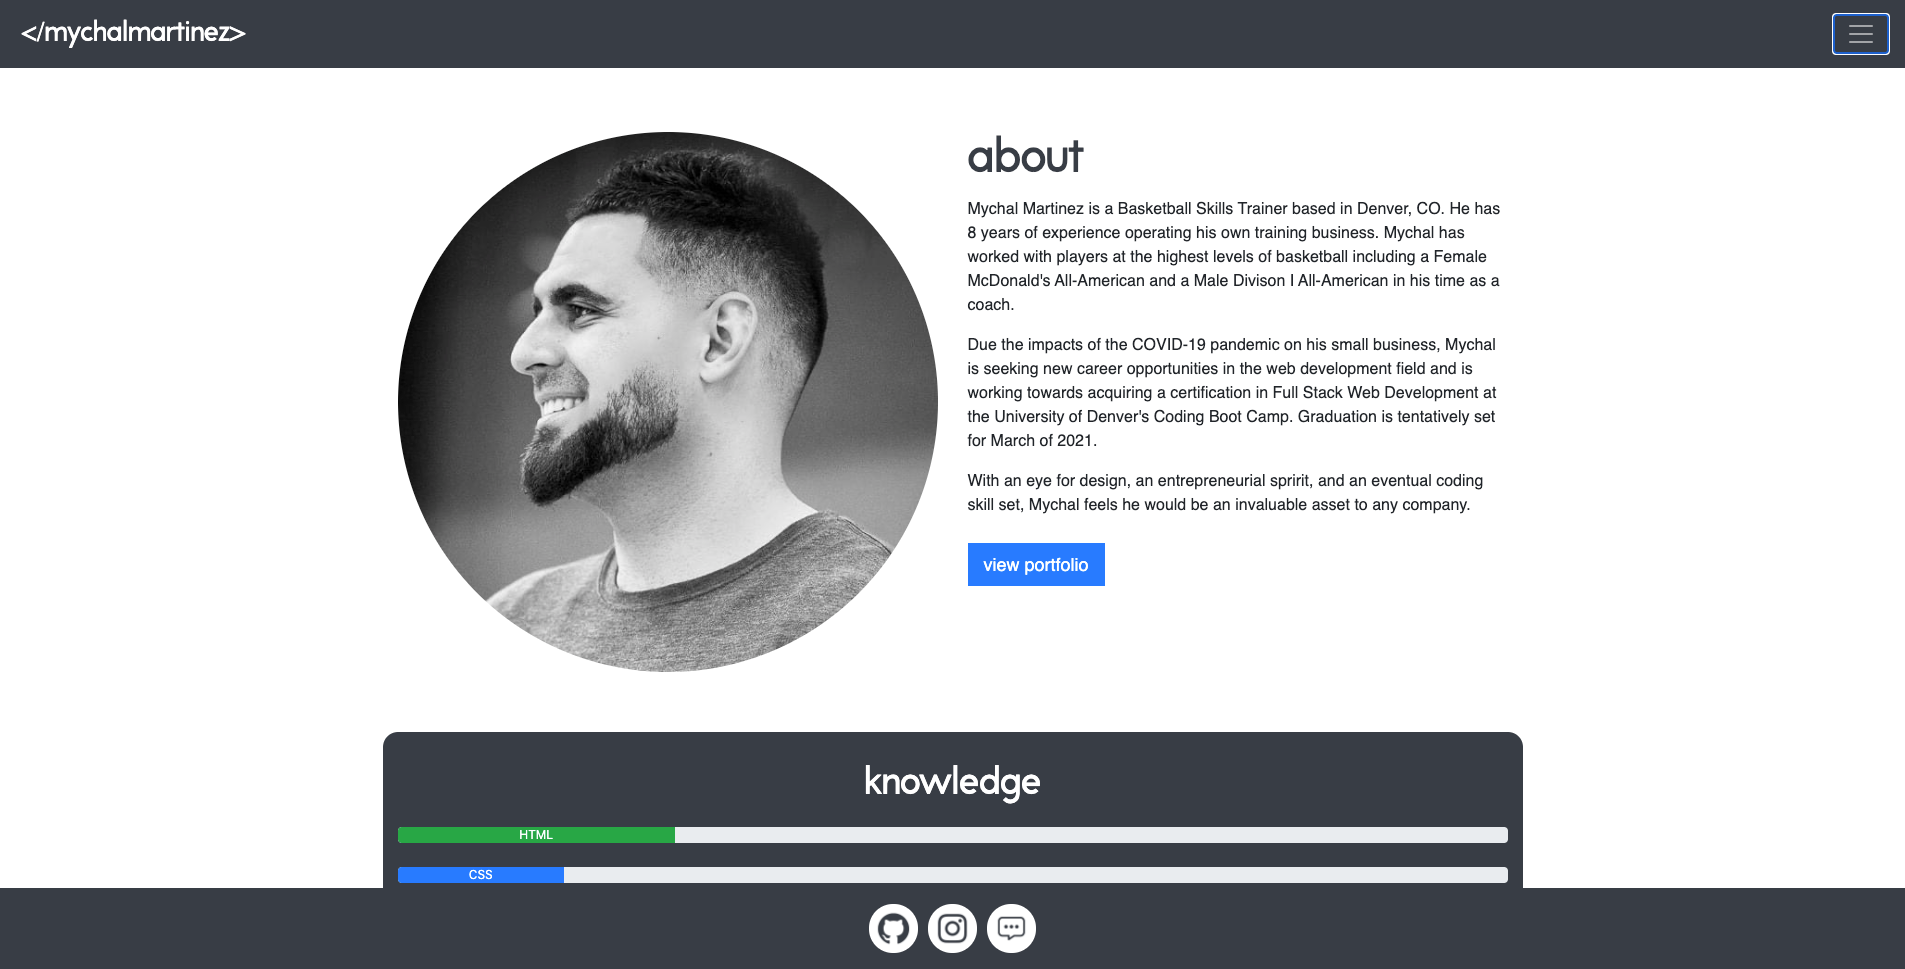 </mychalmartinez>
about
Mychal Martinez is a Basketball Skills Trainer based in Denver, CO. He has
8 years of experience operating his own training business. Mychal has
worked with players at the highest levels of basketball including a Female
McDonald's All-American and a Male Divison I All-American in his time as a
coach.
Due the impacts of the COVID-19 pandemic on his small business, Mychal
is seeking new career opportunities in the web development field and is
working towards acquiring a certification in Full Stack Web Development at
the University of Denver's Coding Boot Camp. Graduation is tentatively set
for March of 2021.
With an eye for design, an entrepreneurial spririt, and an eventual coding
skill set, Mychal feels he would be an invaluable asset to any company.
view portfolio
knowledge
HTML
CSS